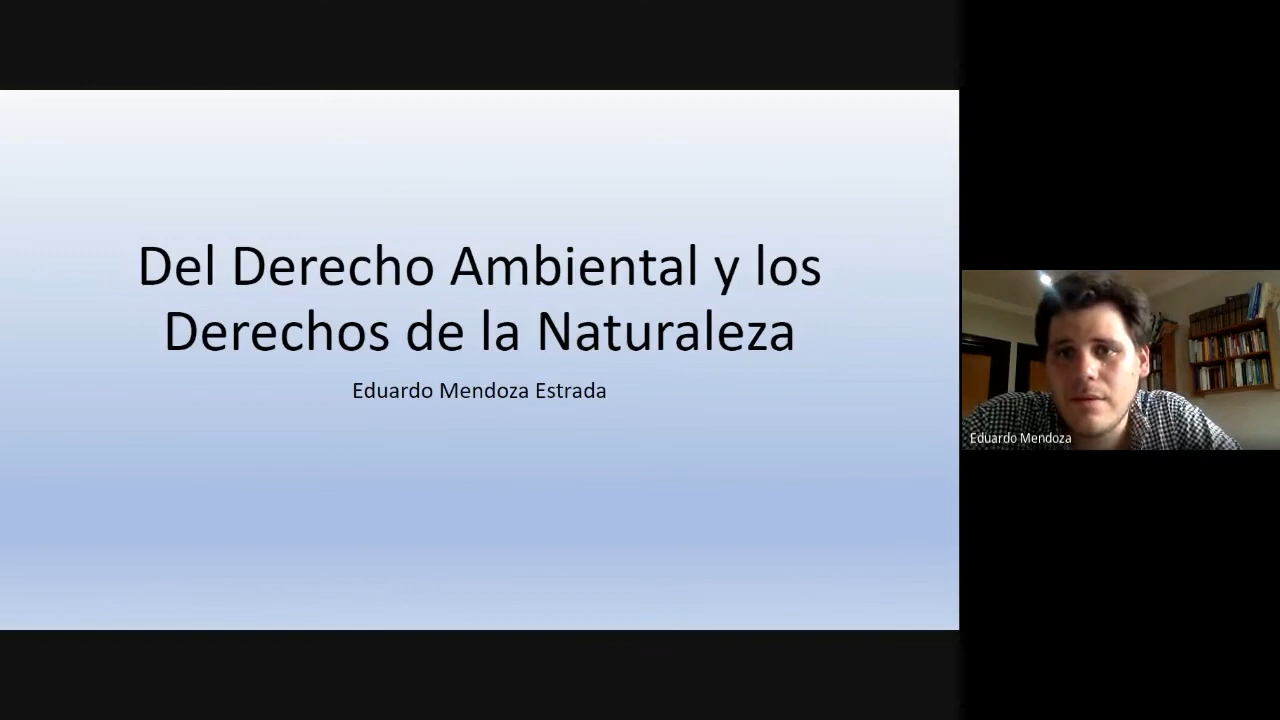 Del Derecho Ambiental y los
Derechos de la Naturaleza
Eduardo Mendoza Estrada
Eduardo Mendoza